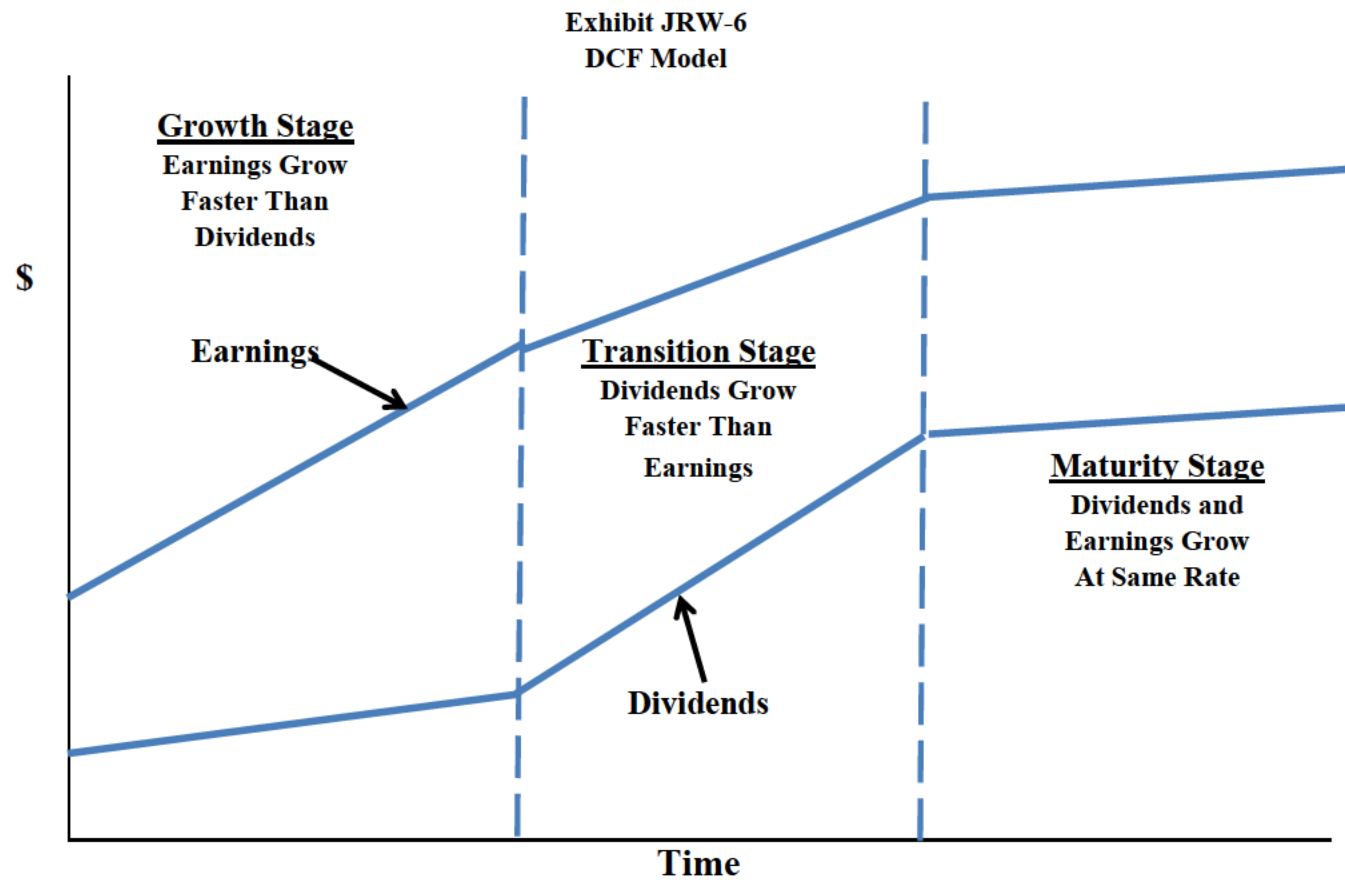 Exhibit JRW-6
DCF Model
Growth Stage
Earnings Grow
Faster Than
Dividends
$
Earnings
Transition Stage
Dividends Grow
Faster Than
Earnings
Maturity Stage
Dividends and
Earnings Grow
At Same Rate
Dividends
Time